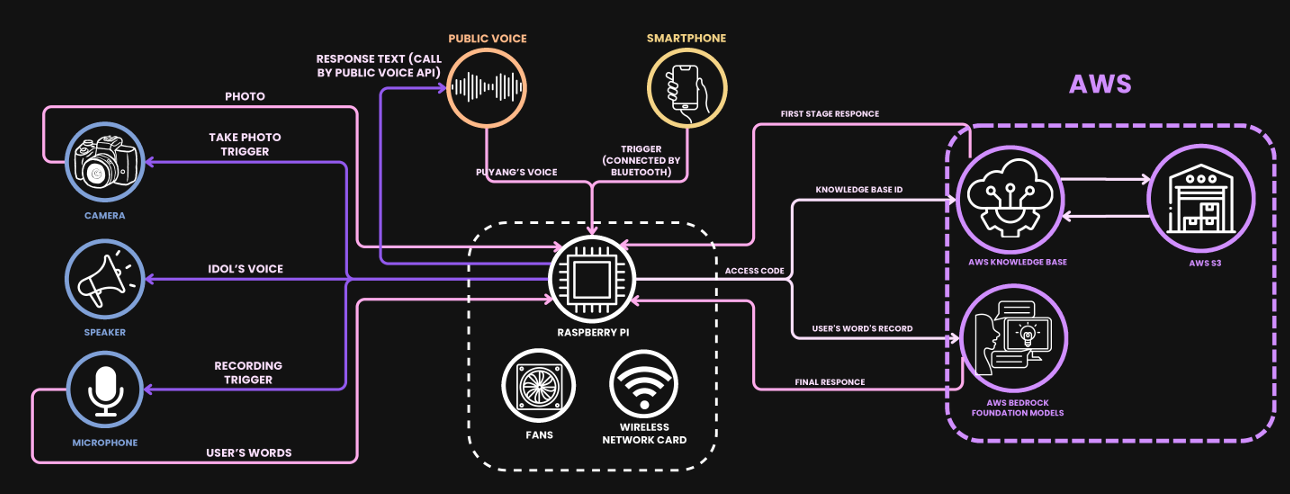 PUBLIC VOICE
SMARTPHONE
RESPONSE TEXT (CALL
BY PUBLIC VOICE API)
AWS
PHOTO
FIRST STAGE RESPONCE
TAKE PHOTO
TRIGGER
TRIGGER
(CONNECTED BY
BLUETOOTH)
PUYANG'S VOICE
KNOWLEDGE BASE ID
CAMERA
AWS KNOWLEDGE BASE
AWS S3
IDOL'S VOICE
ACCESS CODE
SPEAKER
RASPBERRY PI
USER'S WORD'S RECORD
RECORDING
TRIGGER
FINAL RESPONCE
AWS BEDROCK
FOUNDATION MODELS
MICROPHONE
FANS
WIRELESS
NETWORK CARD
USER'S WORDS